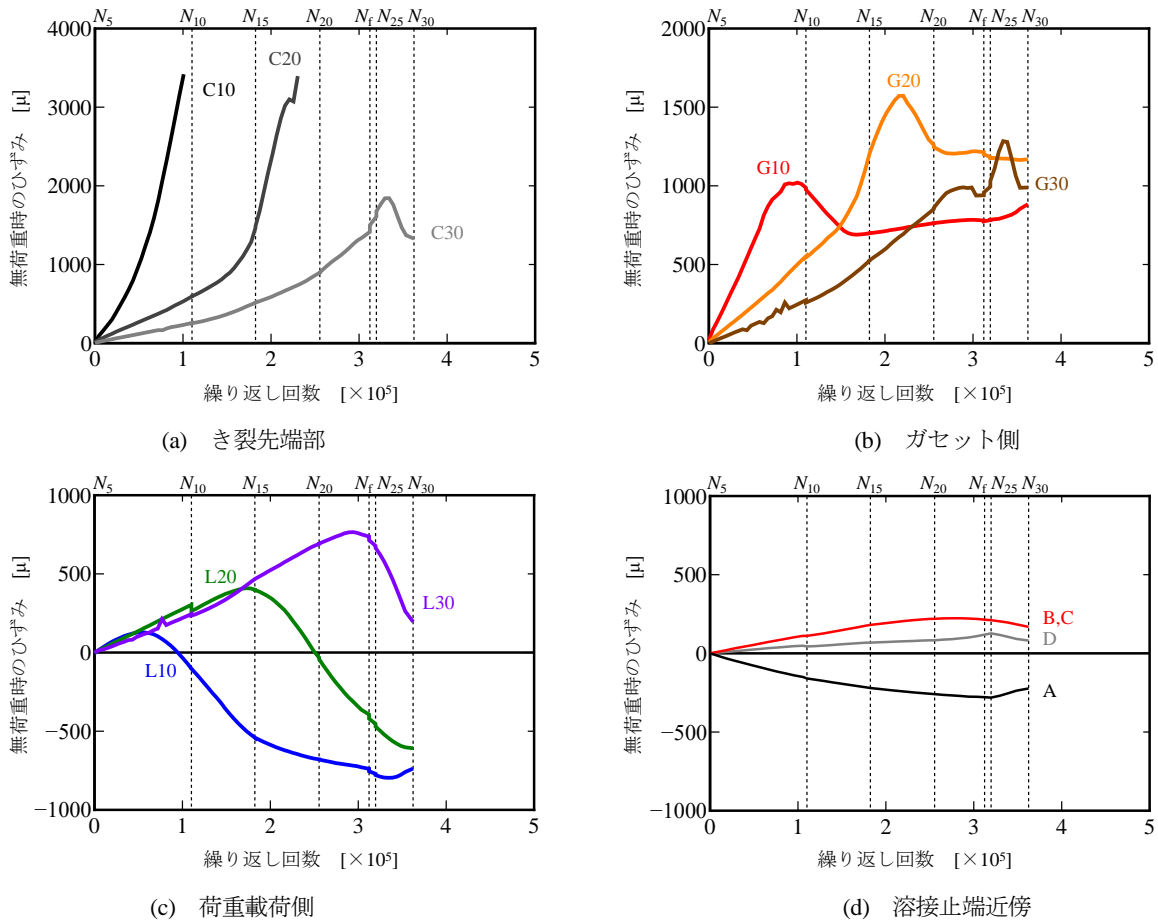 N5 N10 N15 N20 Nf N25 N30
4000
3000
2000
1000
0
無荷重時のひずみ [μ]
C10
C20
C30
0 1 2 3 4 5
繰り返し回数 [×10⁵]
(a) き裂先端部
N5 N10 N15 N20 Nf N25 N30
2000
1500
1000
500
0
無荷重時のひずみ [μ]
G10
G20
G30
0 1 2 3 4 5
繰り返し回数 [×10⁵]
(b) ガセット側
N5 N10 N15 N20 Nf N25 N30
1000
500
0
−500
−1000
無荷重時のひずみ [μ]
L20
L10
L30
0 1 2 3 4 5
繰り返し回数 [×10⁵]
(c) 荷重載荷側
N5 N10 N15 N20 Nf N25 N30
1000
500
0
−500
−1000
無荷重時のひずみ [μ]
B,C
D
A
0 1 2 3 4 5
繰り返し回数 [×10⁵]
(d) 溶接止端近傍